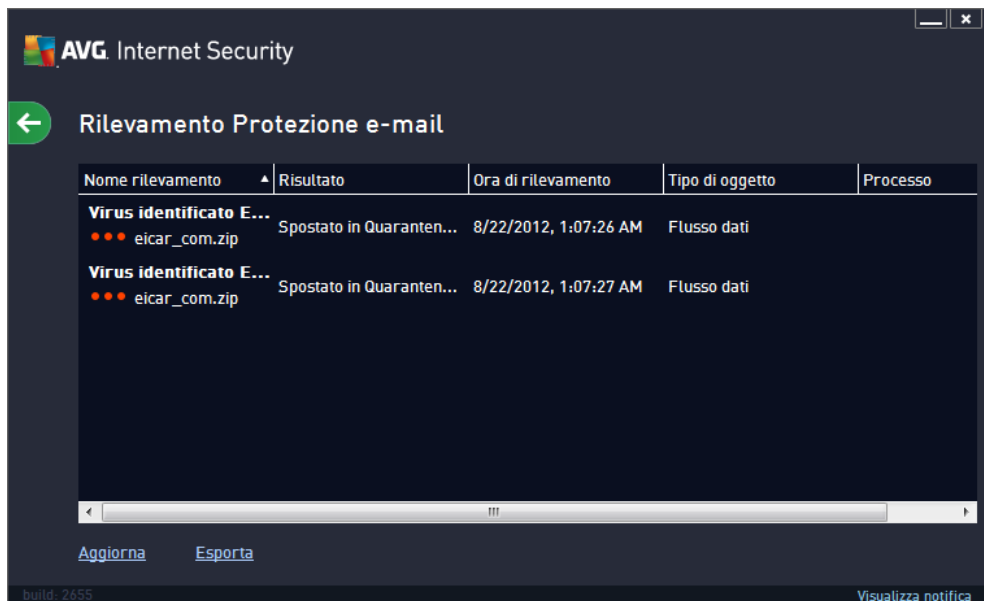 AVG. Internet Security
Rilevamento Protezione e-mail
Nome rilevamento Risultato Ora di rilevamento Tipo di oggetto Processo
Virus identificato E...
eicar_com.zip Spostato in Quaranten... 8/22/2012, 1:07:26 AM Flusso dati
Virus identificato E...
eicar_com.zip Spostato in Quaranten... 8/22/2012, 1:07:27 AM Flusso dati
Aggiorna Esporta
build: 2655 Visualizza notifica